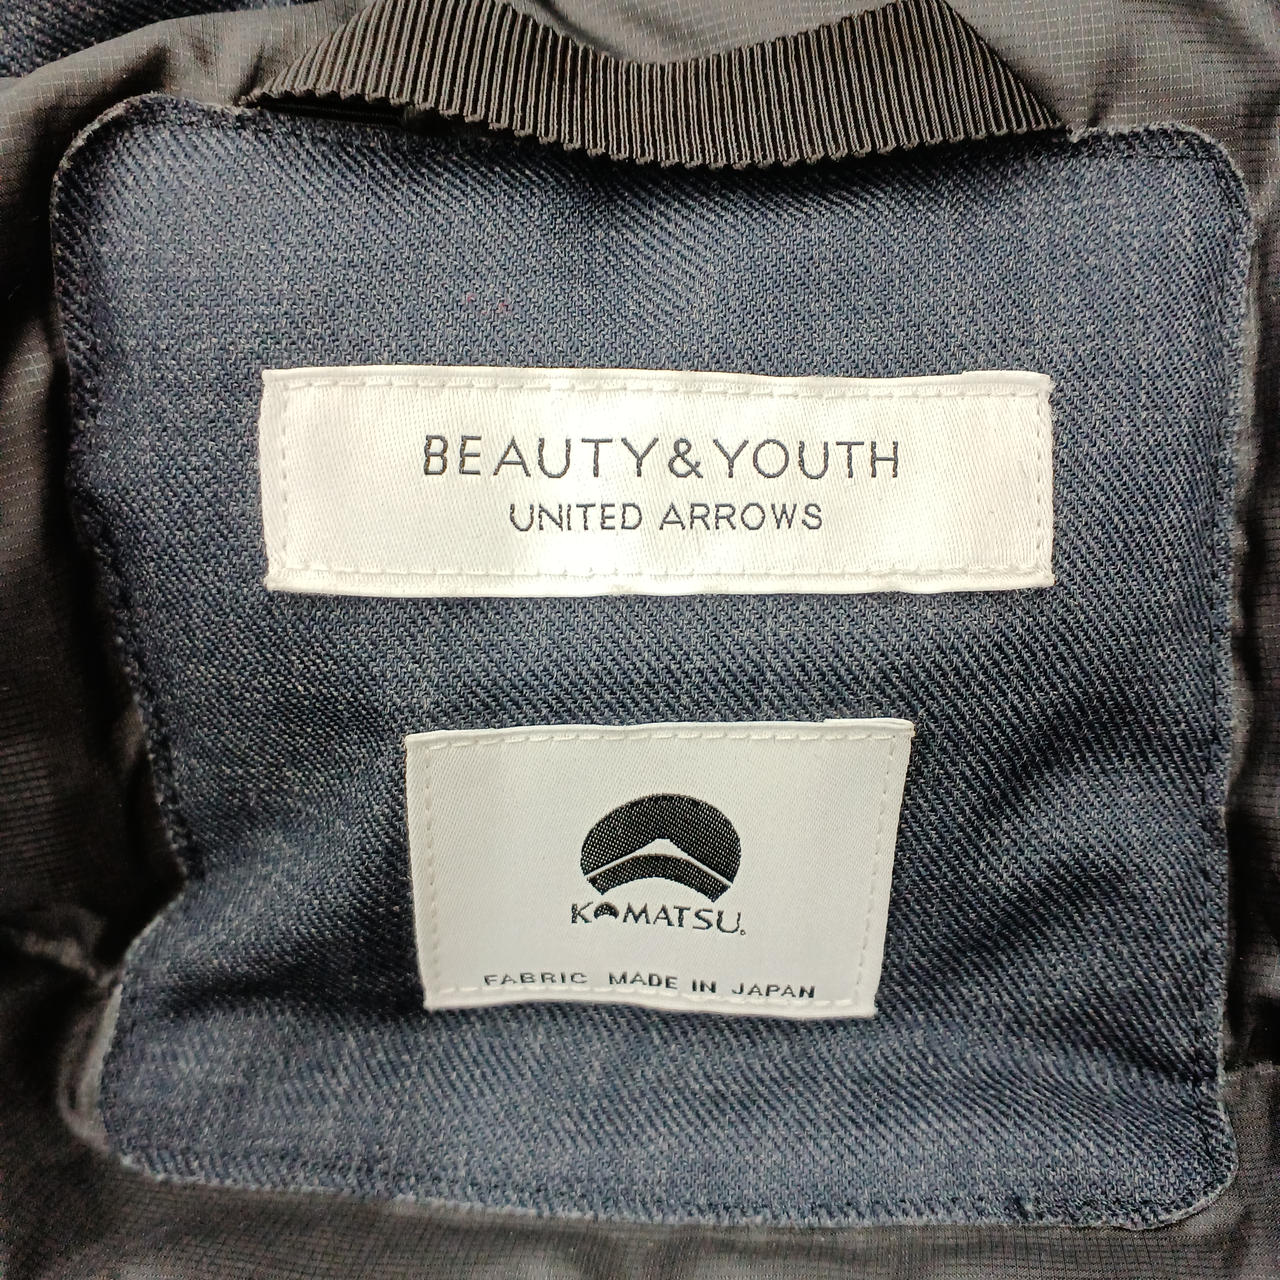 BEAUTY&YOUTH
UNITED ARROWS
KOMATSU
FABRIC MADE IN JAPAN